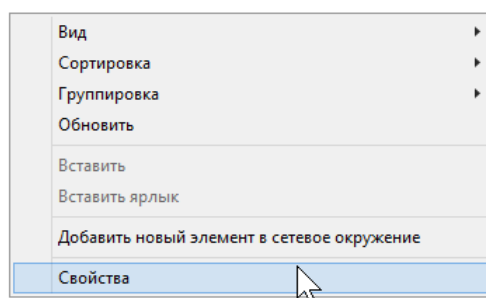 Вид
Сортировка
Группировка
Обновить
Вставить
Вставить ярлык
Добавить новый элемент в сетевое окружение
Свойства